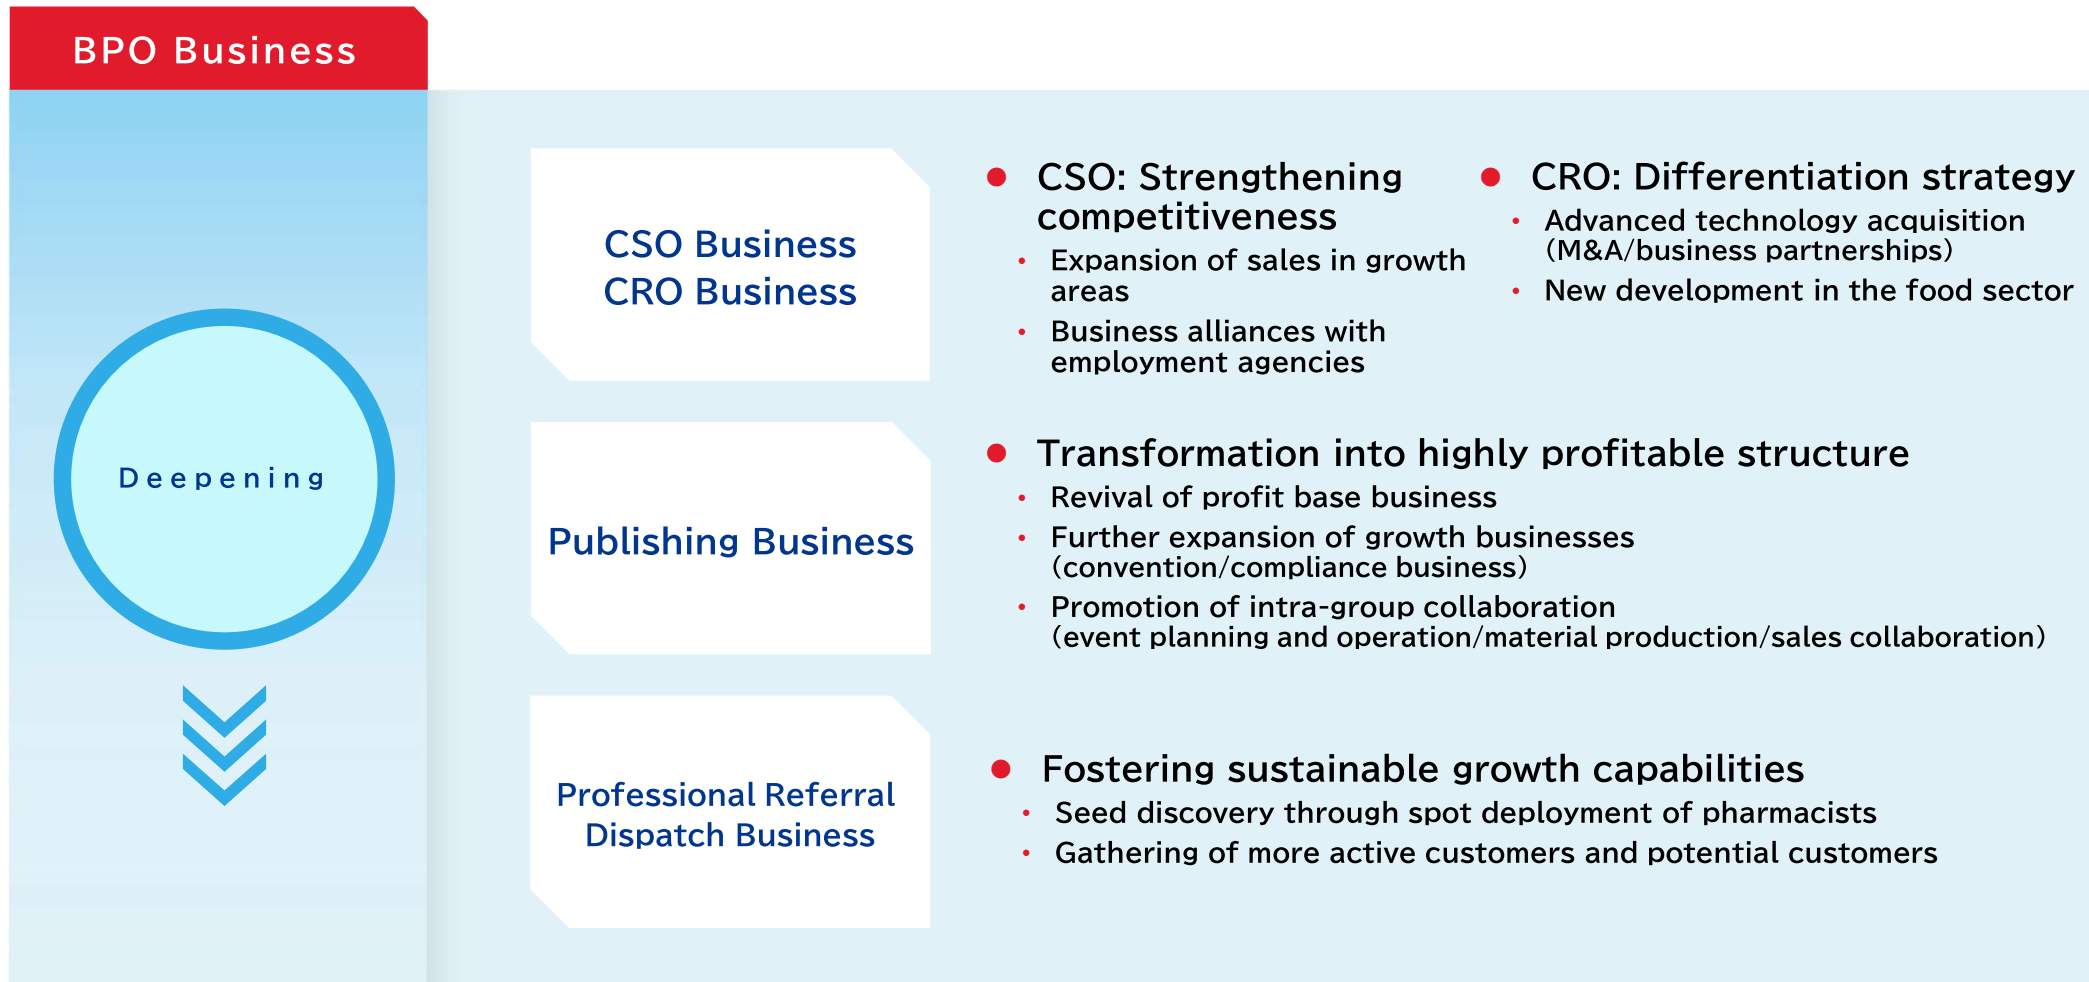 BPO Business
Deepening
CSO Business
CRO Business
● CSO: Strengthening
competitiveness
・ Expansion of sales in growth
areas
・ Business alliances with
employment agencies
● CRO: Differentiation strategy
・ Advanced technology acquisition
(M&A/business partnerships)
・ New development in the food sector
Publishing Business
● Transformation into highly profitable structure
・ Revival of profit base business
・ Further expansion of growth businesses
(convention/compliance business)
・ Promotion of intra-group collaboration
(event planning and operation/material production/sales collaboration)
Professional Referral
Dispatch Business
● Fostering sustainable growth capabilities
・ Seed discovery through spot deployment of pharmacists
・ Gathering of more active customers and potential customers